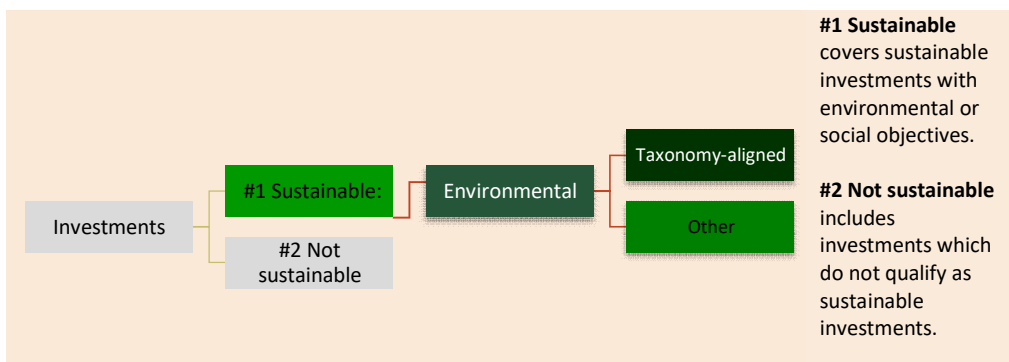 Investments
#1 Sustainable:
#2 Not
sustainable
Environmental
Taxonomy-aligned
Other
#1 Sustainable
covers sustainable
investments with
environmental or
social objectives.
#2 Not sustainable
includes
investments which
do not qualify as
sustainable
investments.